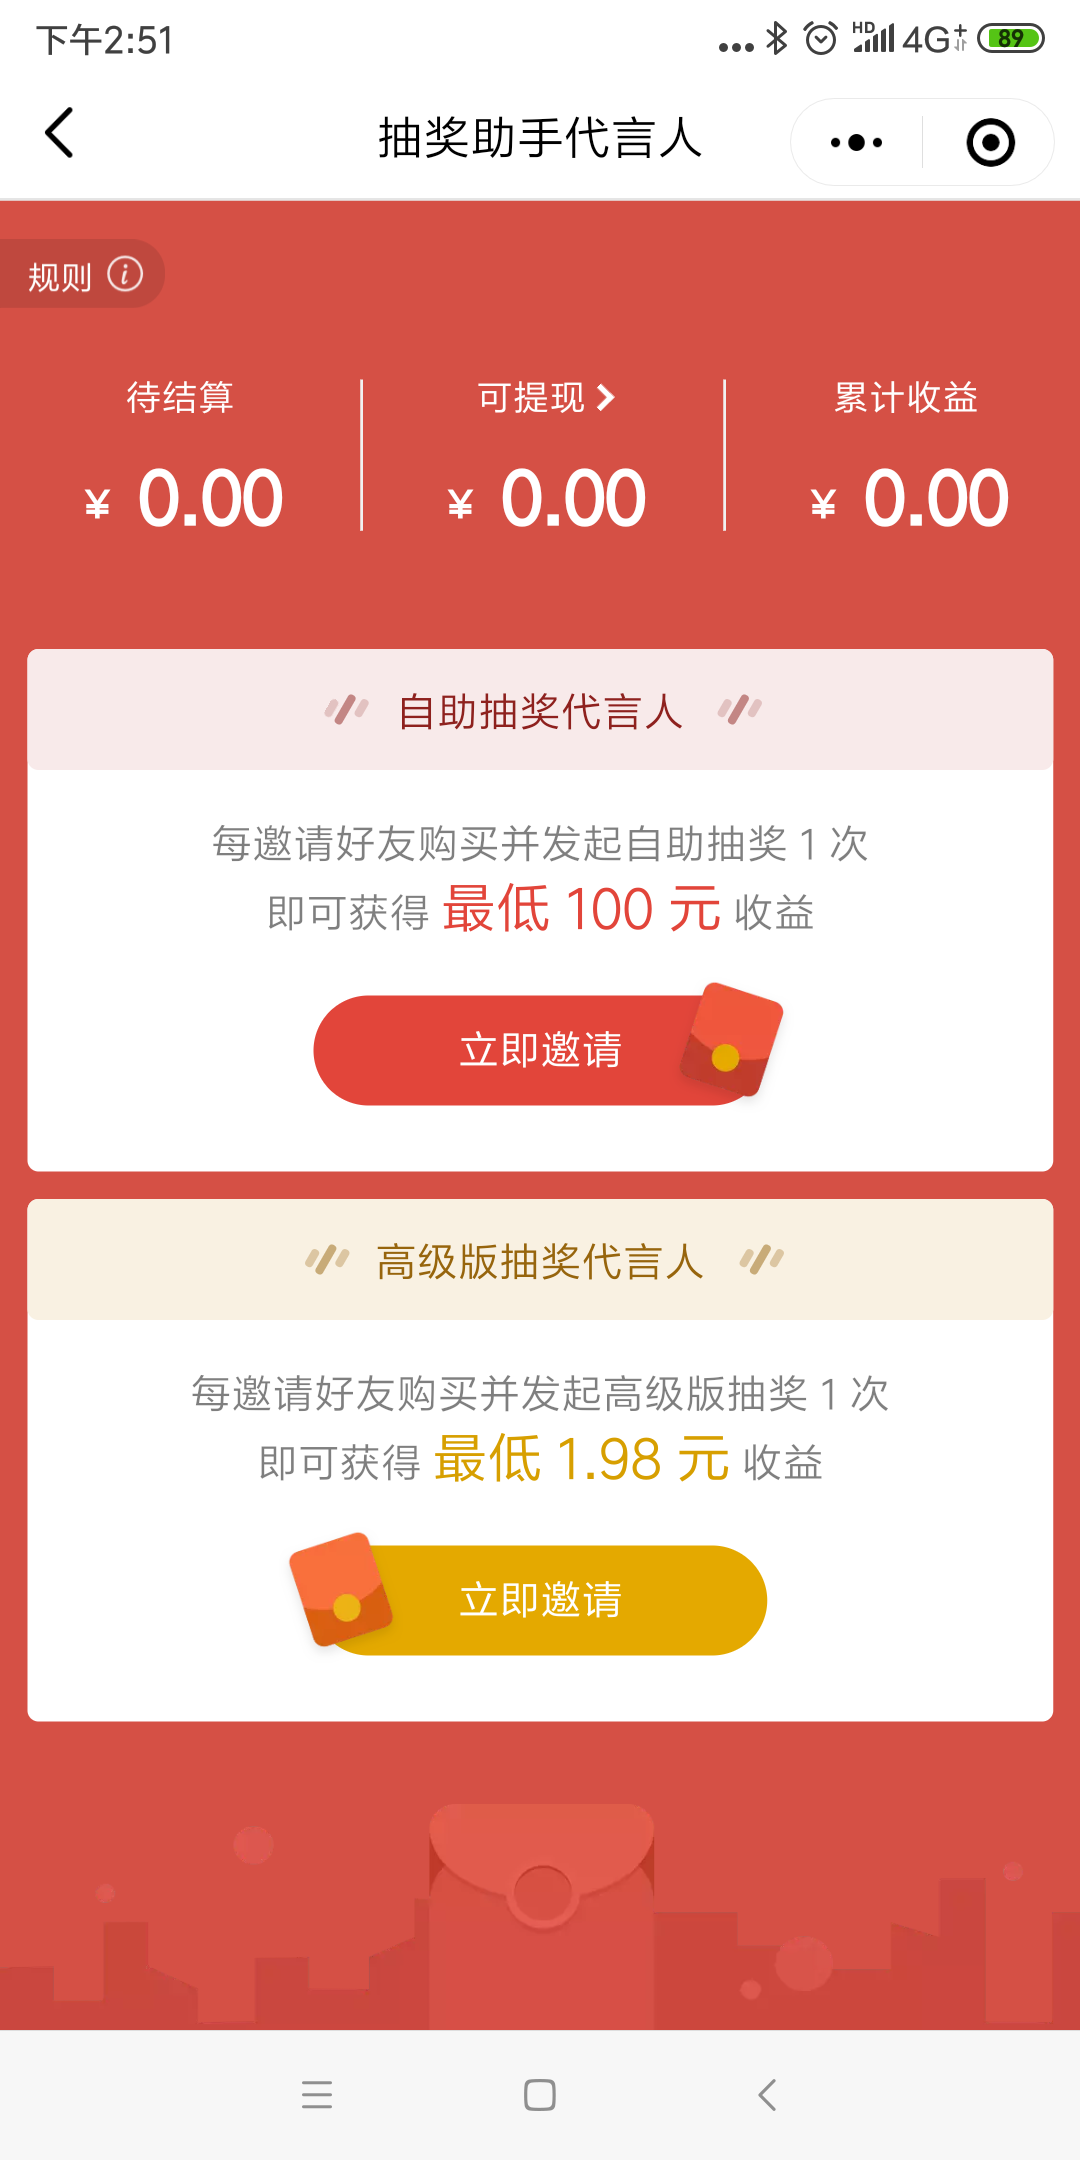 下午2:51
HD 4G+ 89
抽奖助手代言人
规则
待结算 可提现 累计收益
¥ 0.00 ¥ 0.00 ¥ 0.00
自助抽奖代言人
每邀请好友购买并发起自助抽奖 1 次
即可获得 最低 100 元 收益
立即邀请
高级版抽奖代言人
每邀请好友购买并发起高级版抽奖 1 次
即可获得 最低 1.98 元 收益
立即邀请